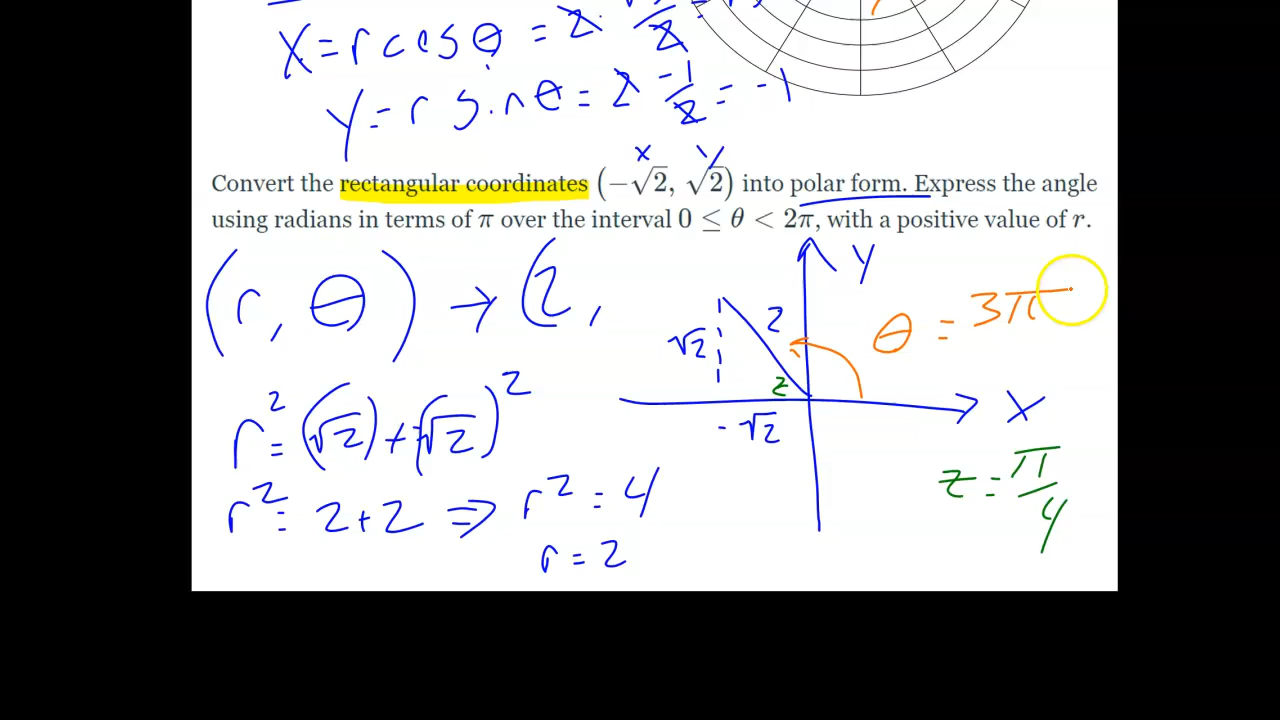 X = r cos θ = 2 · √3/2 = √3
Y = r sin θ = 2 · -1/2 = -1
x y
Convert the rectangular coordinates (−√2, √2) into polar form. Express the angle
using radians in terms of π over the interval 0 ≤ θ < 2π, with a positive value of r.
(r, θ) → (2,
y
θ = 3π
√2 2
z
- √2
x
r² = (√2) + (-√2)²
z = π/4
r² = 2 + 2 ⇒ r² = 4
r = 2